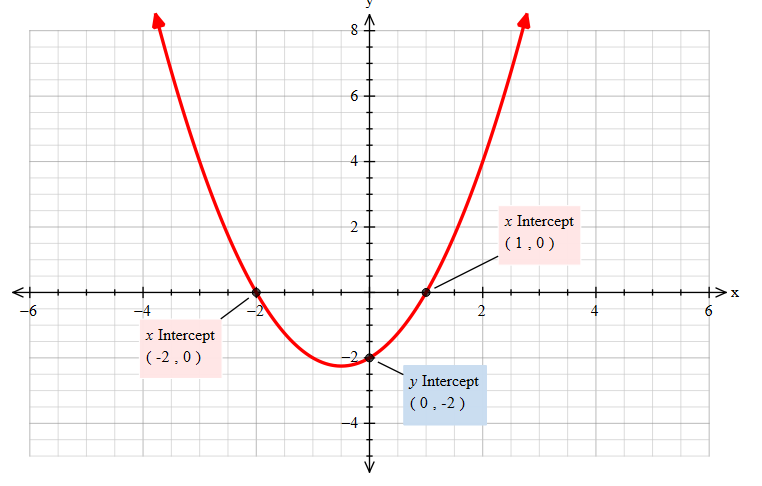 y
8
6
4
2
x Intercept
( 1 , 0 )
x
−6
−4
−2
2
4
6
x Intercept
( -2 , 0 )
−2
y Intercept
( 0 , -2 )
−4